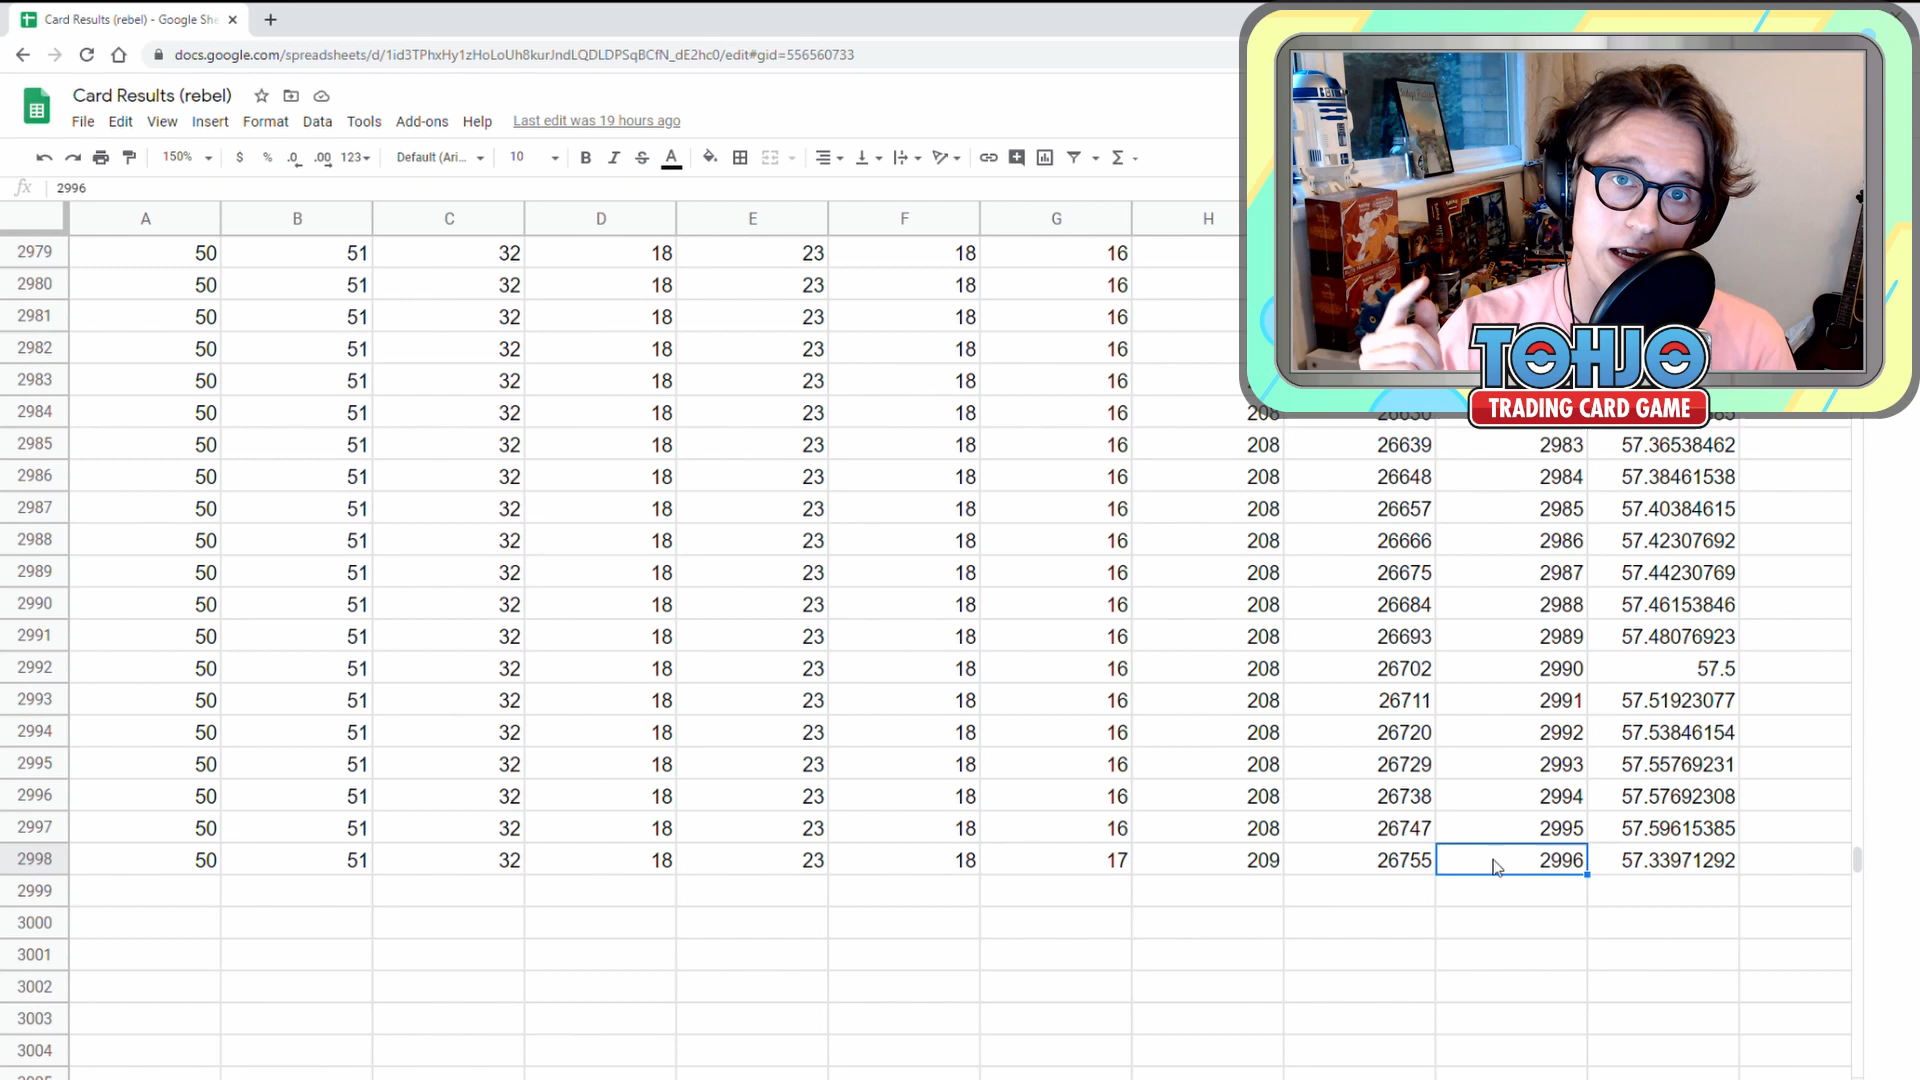 Card Results (rebel) - Google She
docs.google.com/spreadsheets/d/1id3TPhxHy1zHoLoUh8kurJndLQDLDPSqBCfN_dE2hc0/edit#gid=556560733
Card Results (rebel)
File Edit View Insert Format Data Tools Add-ons Help Last edit was 19 hours ago
150% $ % .0 .00 123 Default (Ari... 10 B I S A
fx 2996
A B C D E F G H
2979 50 51 32 18 23 18 16
2980 50 51 32 18 23 18 16
2981 50 51 32 18 23 18 16
2982 50 51 32 18 23 18 16
2983 50 51 32 18 23 18 16
2984 50 51 32 18 23 18 16 208
2985 50 51 32 18 23 18 16 208 26639 2983 57.36538462
2986 50 51 32 18 23 18 16 208 26648 2984 57.38461538
2987 50 51 32 18 23 18 16 208 26657 2985 57.40384615
2988 50 51 32 18 23 18 16 208 26666 2986 57.42307692
2989 50 51 32 18 23 18 16 208 26675 2987 57.44230769
2990 50 51 32 18 23 18 16 208 26684 2988 57.46153846
2991 50 51 32 18 23 18 16 208 26693 2989 57.48076923
2992 50 51 32 18 23 18 16 208 26702 2990 57.5
2993 50 51 32 18 23 18 16 208 26711 2991 57.51923077
2994 50 51 32 18 23 18 16 208 26720 2992 57.53846154
2995 50 51 32 18 23 18 16 208 26729 2993 57.55769231
2996 50 51 32 18 23 18 16 208 26738 2994 57.57692308
2997 50 51 32 18 23 18 16 208 26747 2995 57.59615385
2998 50 51 32 18 23 18 17 209 26755 2996 57.33971292
2999
3000
3001
3002
3003
3004
TOHJO
TRADING CARD GAME